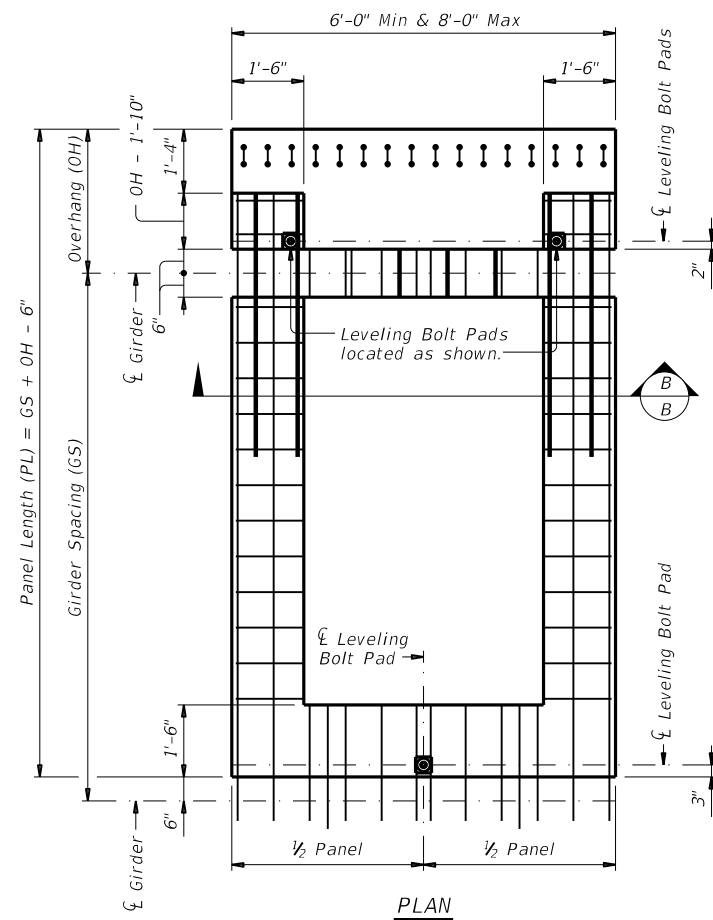 6'-0" Min & 8'-0" Max
1'-6"
1'-6"
℄ Leveling Bolt Pads
OH - 1'-10"
1'-4"
Overhang (OH)
2"
6"
℄ Girder
Leveling Bolt Pads
located as shown.
B
B
Panel Length (PL) = GS + OH - 6"
Girder Spacing (GS)
℄ Leveling
Bolt Pad
℄ Leveling Bolt Pad
1'-6"
3"
6"
℄ Girder
½ Panel
½ Panel
PLAN